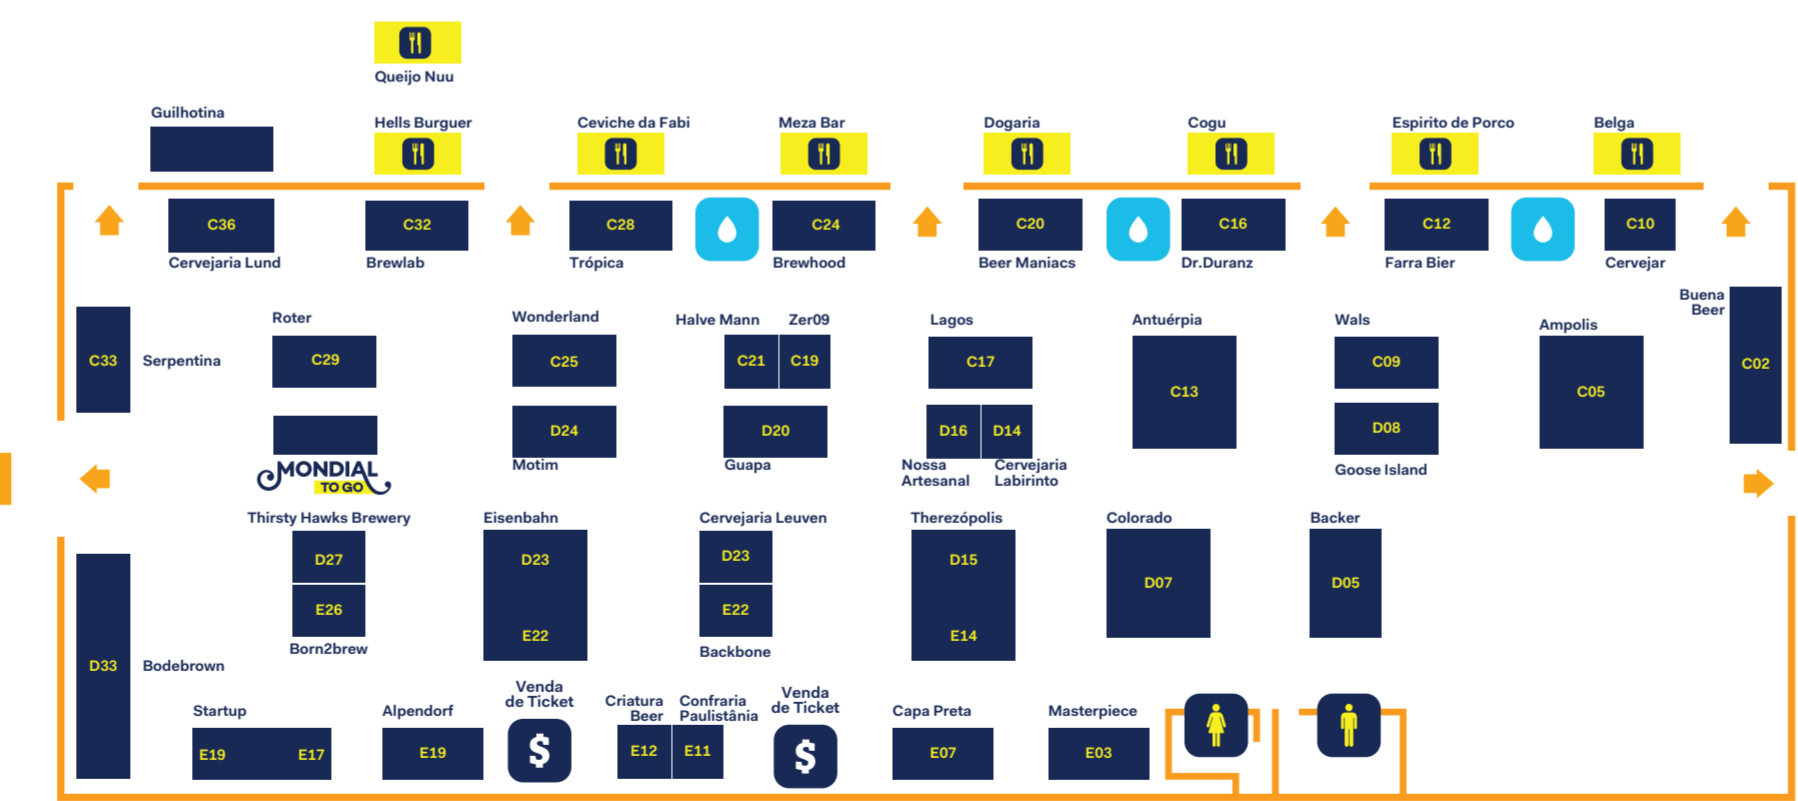 Queijo Nuu
Guilhotina
Hells Burguer
Ceviche da Fabi
Meza Bar
Dogaria
Cogu
Espirito de Porco
Belga
C36
C32
C28
C24
C20
C16
C12
C10
Cervejaria Lund
Brewlab
Trópica
Brewhood
Beer Maniacs
Dr.Duranz
Farra Bier
Cervejar
Buena
Beer
Roter
Wonderland
Halve Mann
Zer09
Lagos
Antuérpia
Wals
Ampolis
C33
Serpentina
C29
C25
C21
C19
C17
C13
C09
C05
C02
D24
D20
D16
D14
D08
Motim
Guapa
Nossa
Artesanal
Cervejaria
Labirinto
Goose Island
MONDIAL
TO GO
Thirsty Hawks Brewery
Eisenbahn
Cervejaria Leuven
Therezópolis
Colorado
Backer
D27
D23
D23
D15
D07
D05
E26
E22
E22
E14
Born2brew
Backbone
D33
Bodebrown
Startup
Alpendorf
Venda
de Ticket
Criatura
Beer
Confraria
Paulistânia
Venda
de Ticket
Capa Preta
Masterpiece
E19
E17
E19
$
E12
E11
$
E07
E03